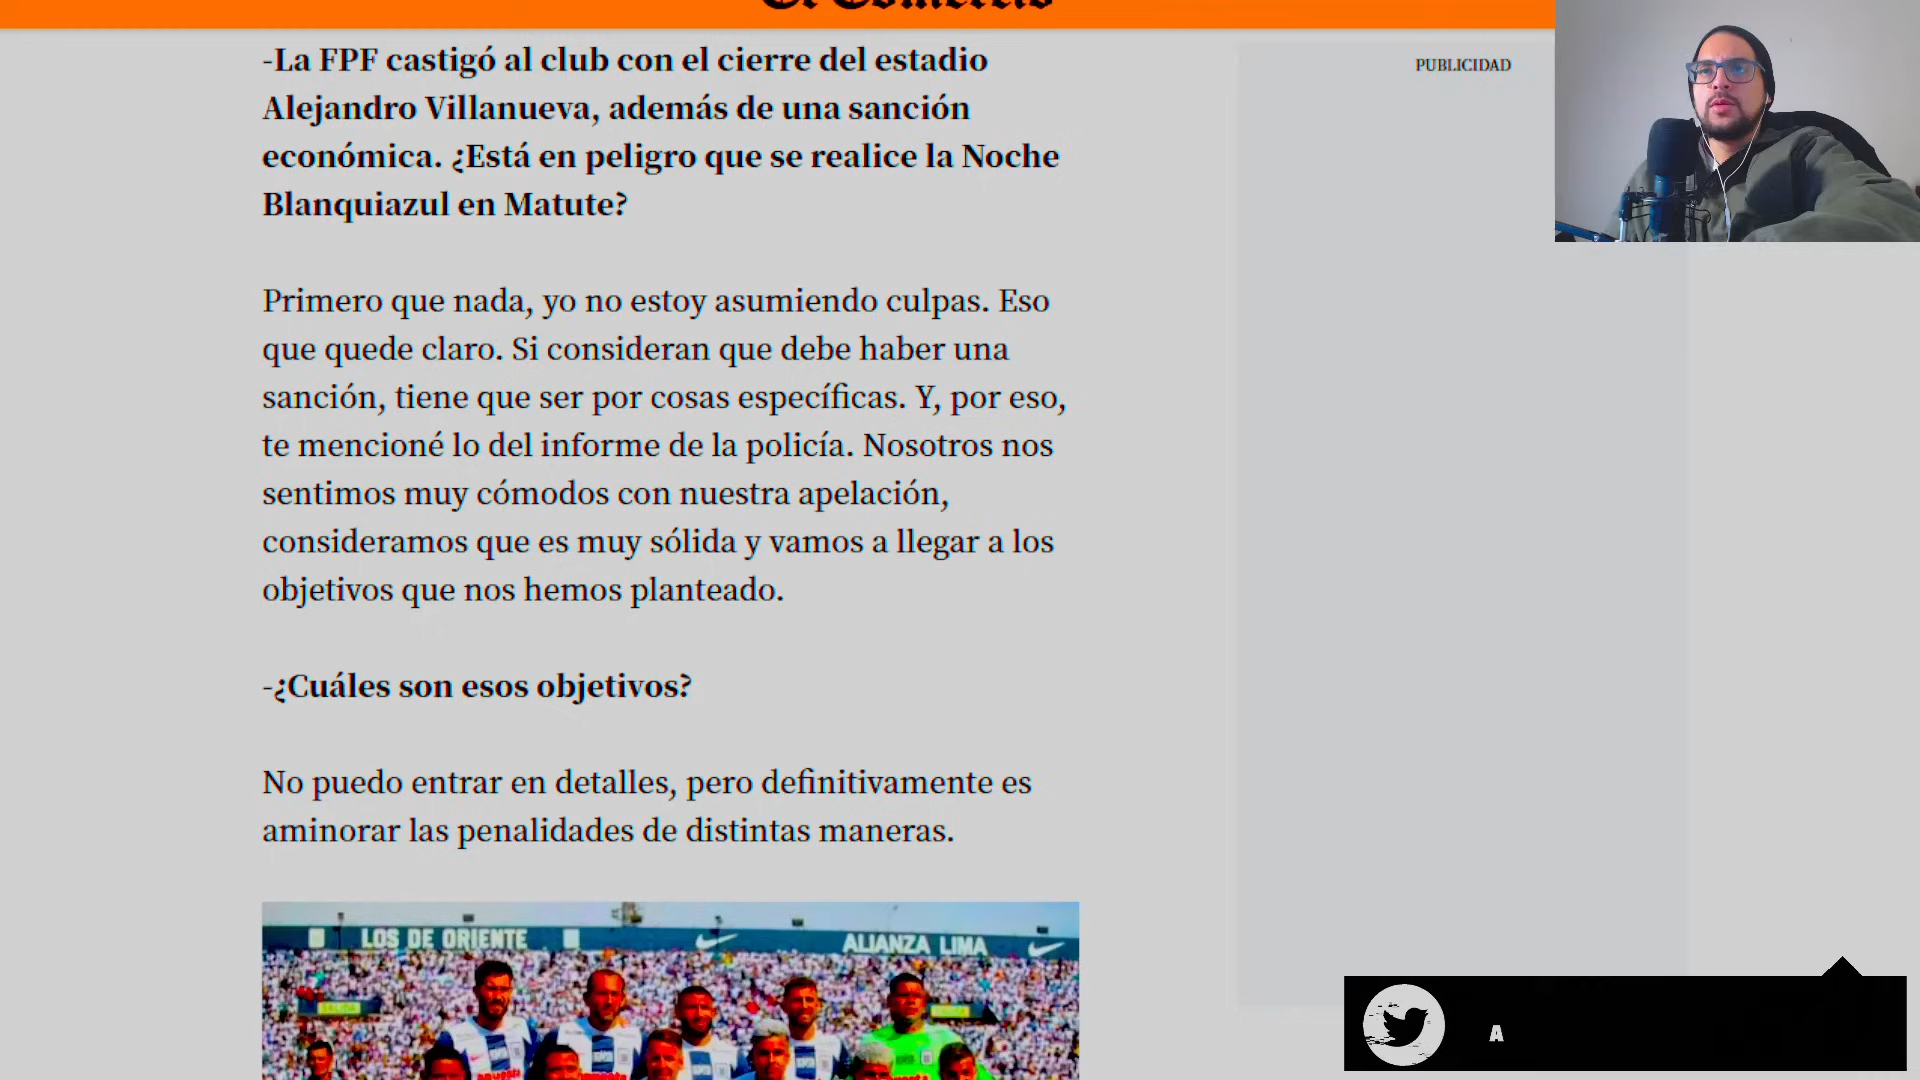 El Comercio
-La FPF castigó al club con el cierre del estadio
Alejandro Villanueva, además de una sanción
económica. ¿Está en peligro que se realice la Noche
Blanquiazul en Matute?
PUBLICIDAD
Primero que nada, yo no estoy asumiendo culpas. Eso
que quede claro. Si consideran que debe haber una
sanción, tiene que ser por cosas específicas. Y, por eso,
te mencioné lo del informe de la policía. Nosotros nos
sentimos muy cómodos con nuestra apelación,
consideramos que es muy sólida y vamos a llegar a los
objetivos que nos hemos planteado.
-¿Cuáles son esos objetivos?
No puedo entrar en detalles, pero definitivamente es
aminorar las penalidades de distintas maneras.
LOS DE ORIENTE
ALIANZA LIMA
SALIDA
A